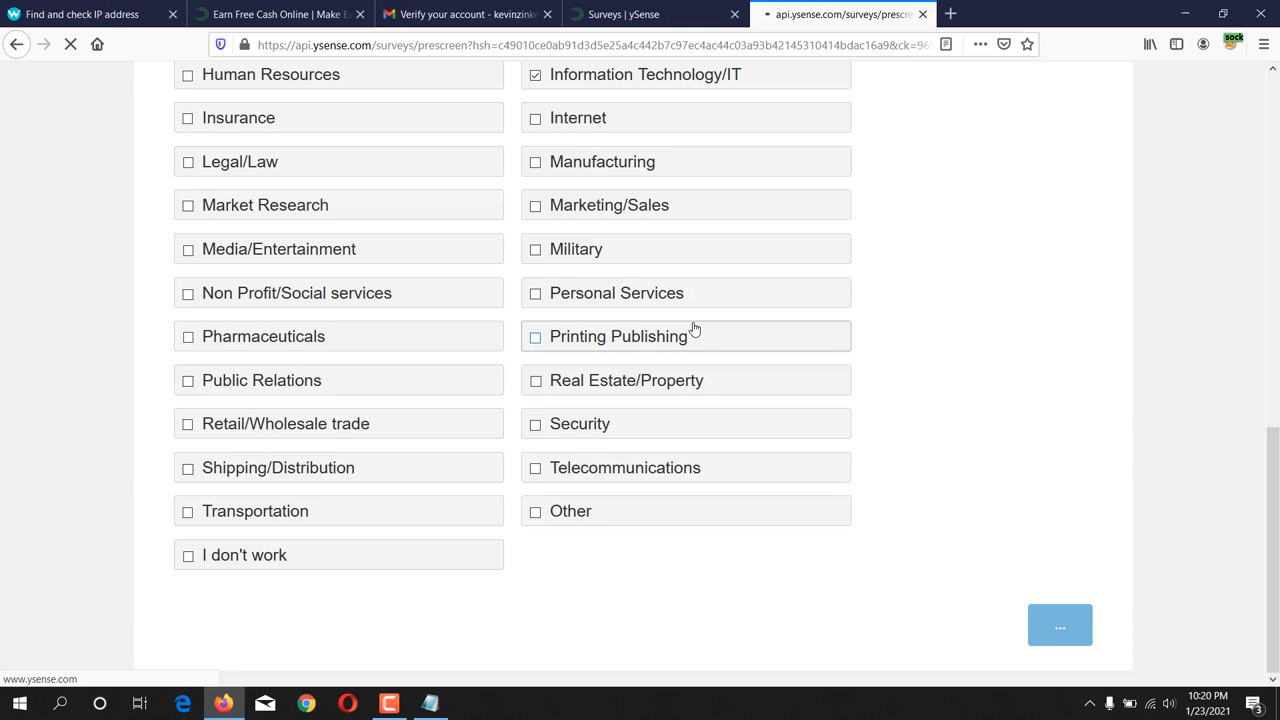 Find and check IP address
Earn Free Cash Online | Make E
Verify your account - kevinzink
Surveys | ySense
api.ysense.com/surveys/prescree
https://api.ysense.com/surveys/prescreen?hsh=c49010e0ab51d3d5e25a4c442b7c97ec4ac44c03a93b42145310414bdac16a9&ck=96
sock
Human Resources
Information Technology/IT
Insurance
Internet
Legal/Law
Manufacturing
Market Research
Marketing/Sales
Media/Entertainment
Military
Non Profit/Social services
Personal Services
Pharmaceuticals
Printing Publishing
Public Relations
Real Estate/Property
Retail/Wholesale trade
Security
Shipping/Distribution
Telecommunications
Transportation
Other
I don't work
...
www.ysense.com
10:20 PM
1/23/2021
3